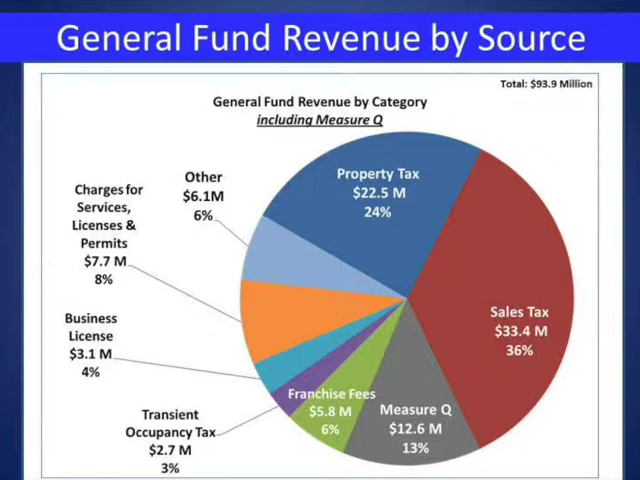 General Fund Revenue by Source
Total: $93.9 Million
General Fund Revenue by Category
including Measure Q
Property Tax
$22.5 M
24%
Other
$6.1M
6%
Charges for
Services,
Licenses &
Permits
$7.7 M
8%
Sales Tax
$33.4 M
36%
Business
License
$3.1 M
4%
Franchise Fees
$5.8 M
6%
Measure Q
$12.6 M
13%
Transient
Occupancy Tax
$2.7 M
3%